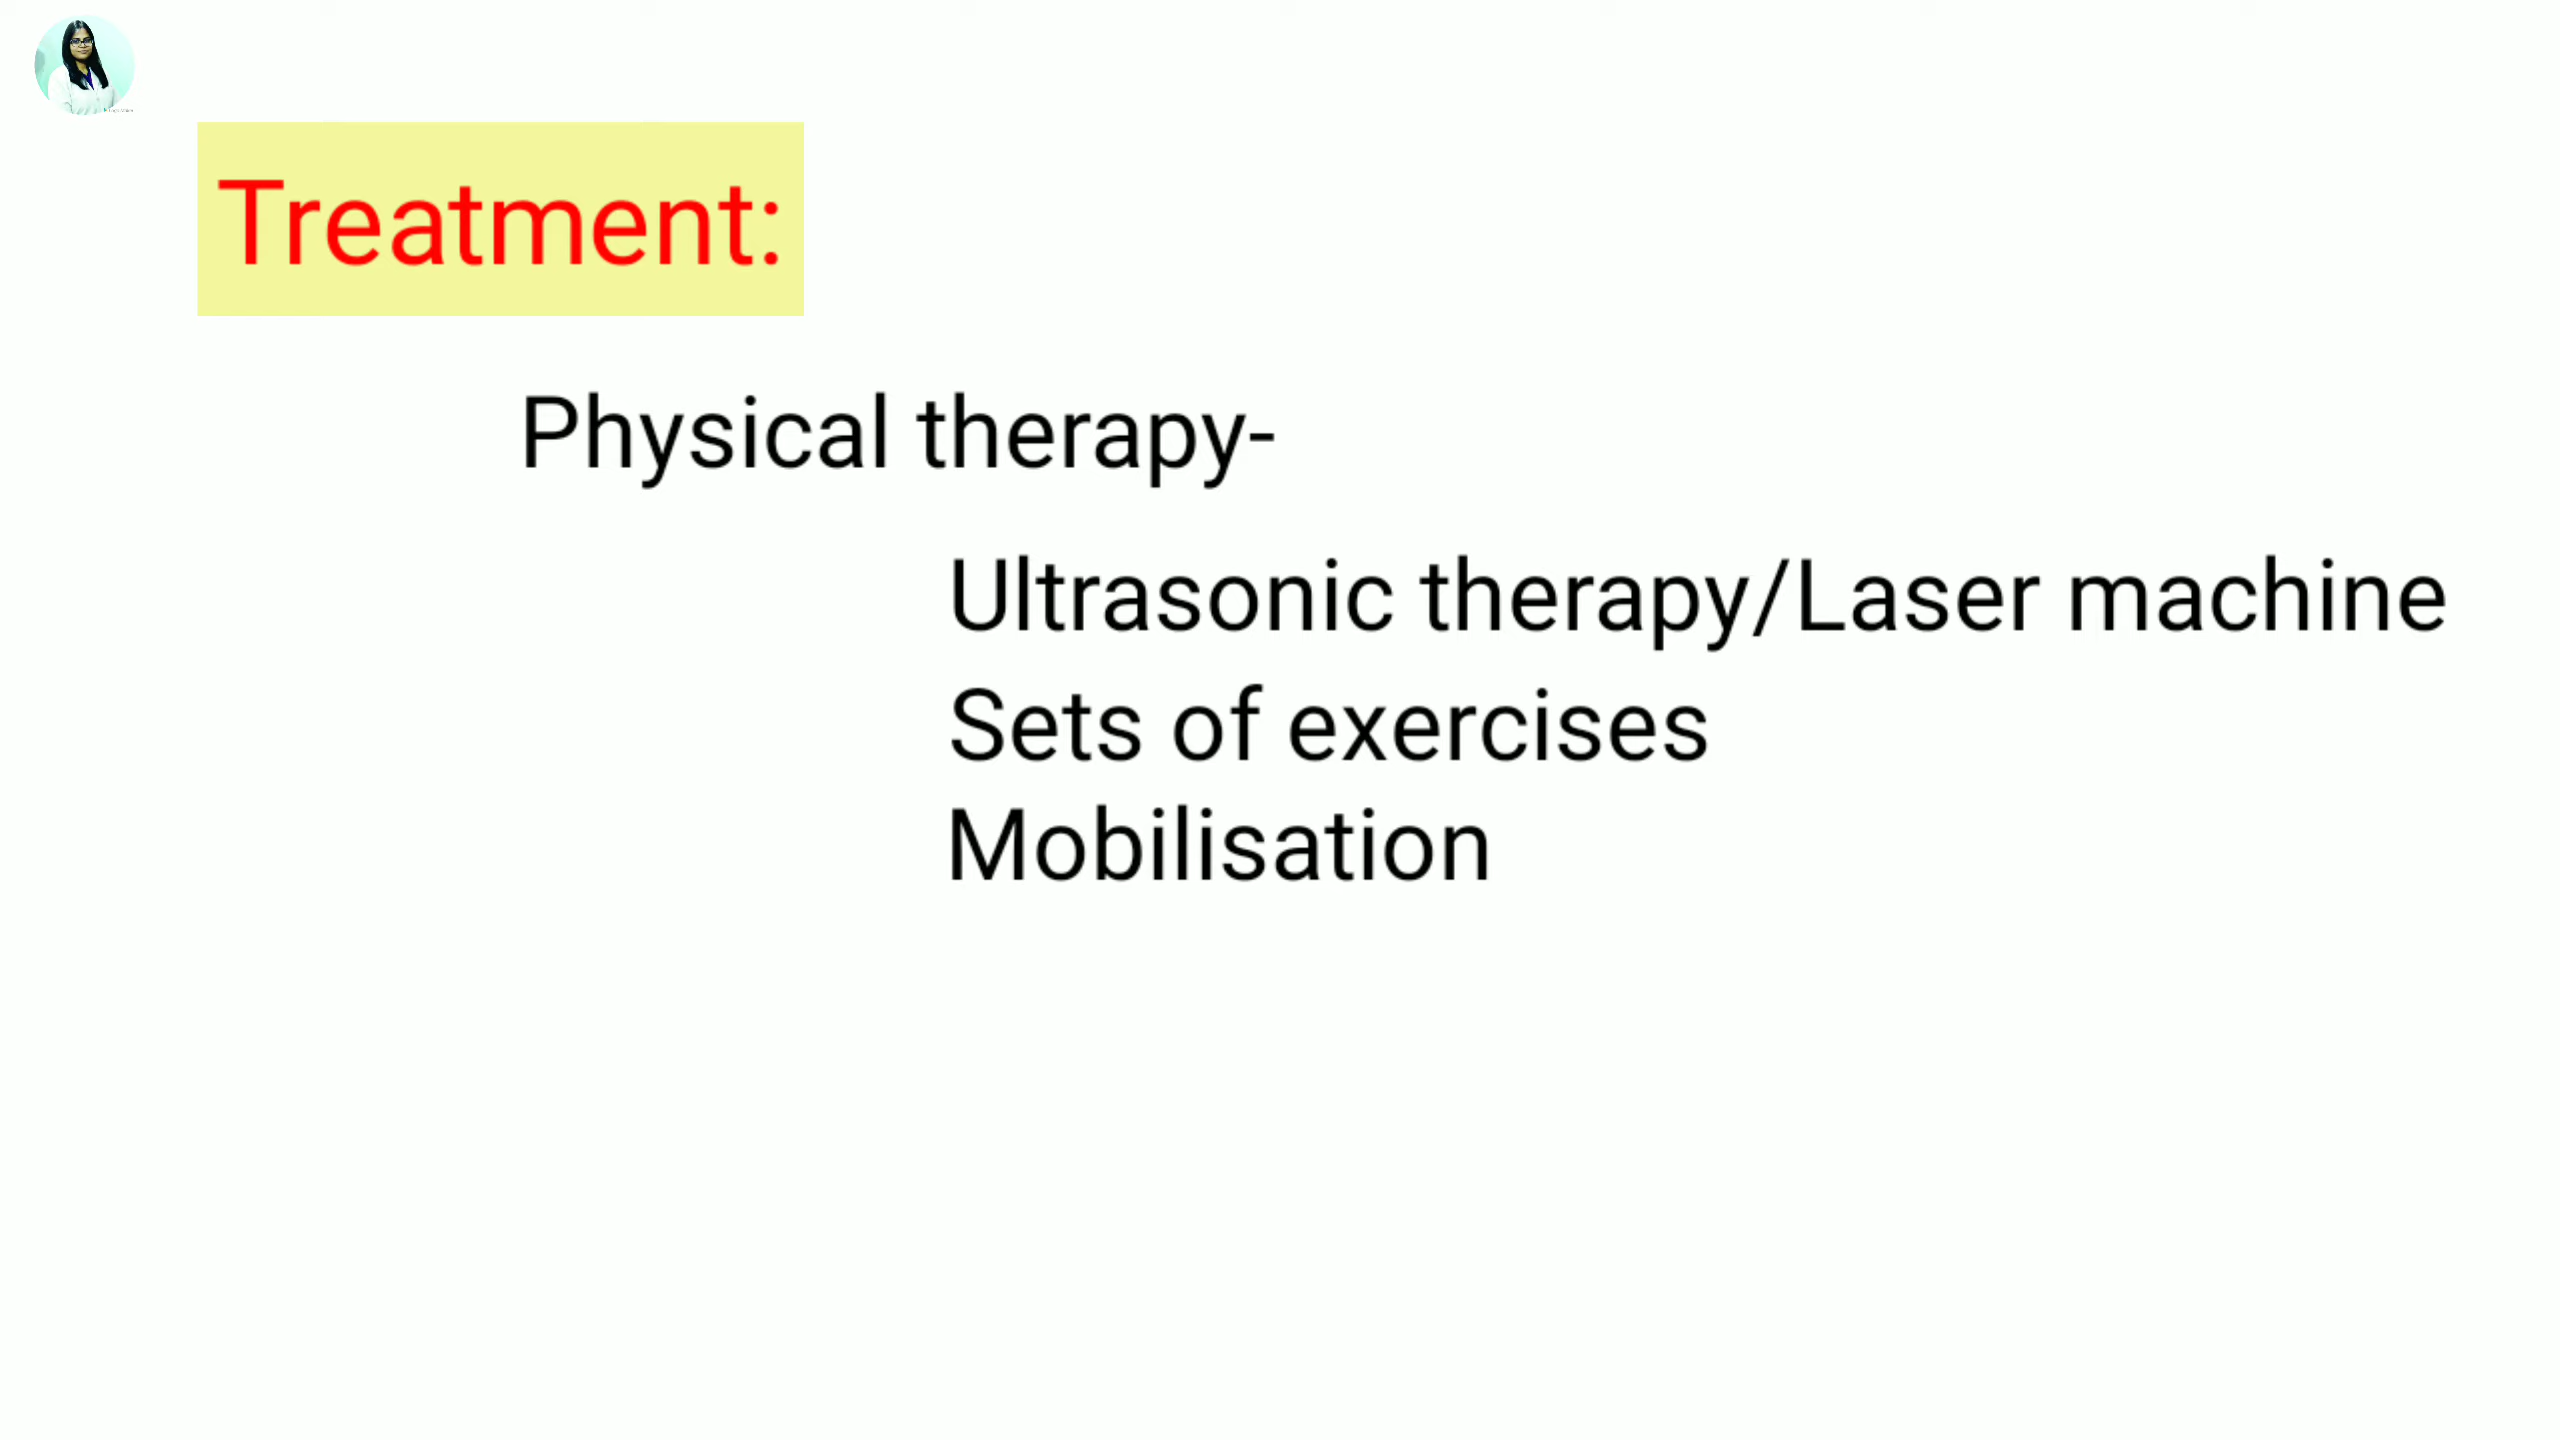 Treatment:
Physical therapy-
Ultrasonic therapy/Laser machine
Sets of exercises
Mobilisation